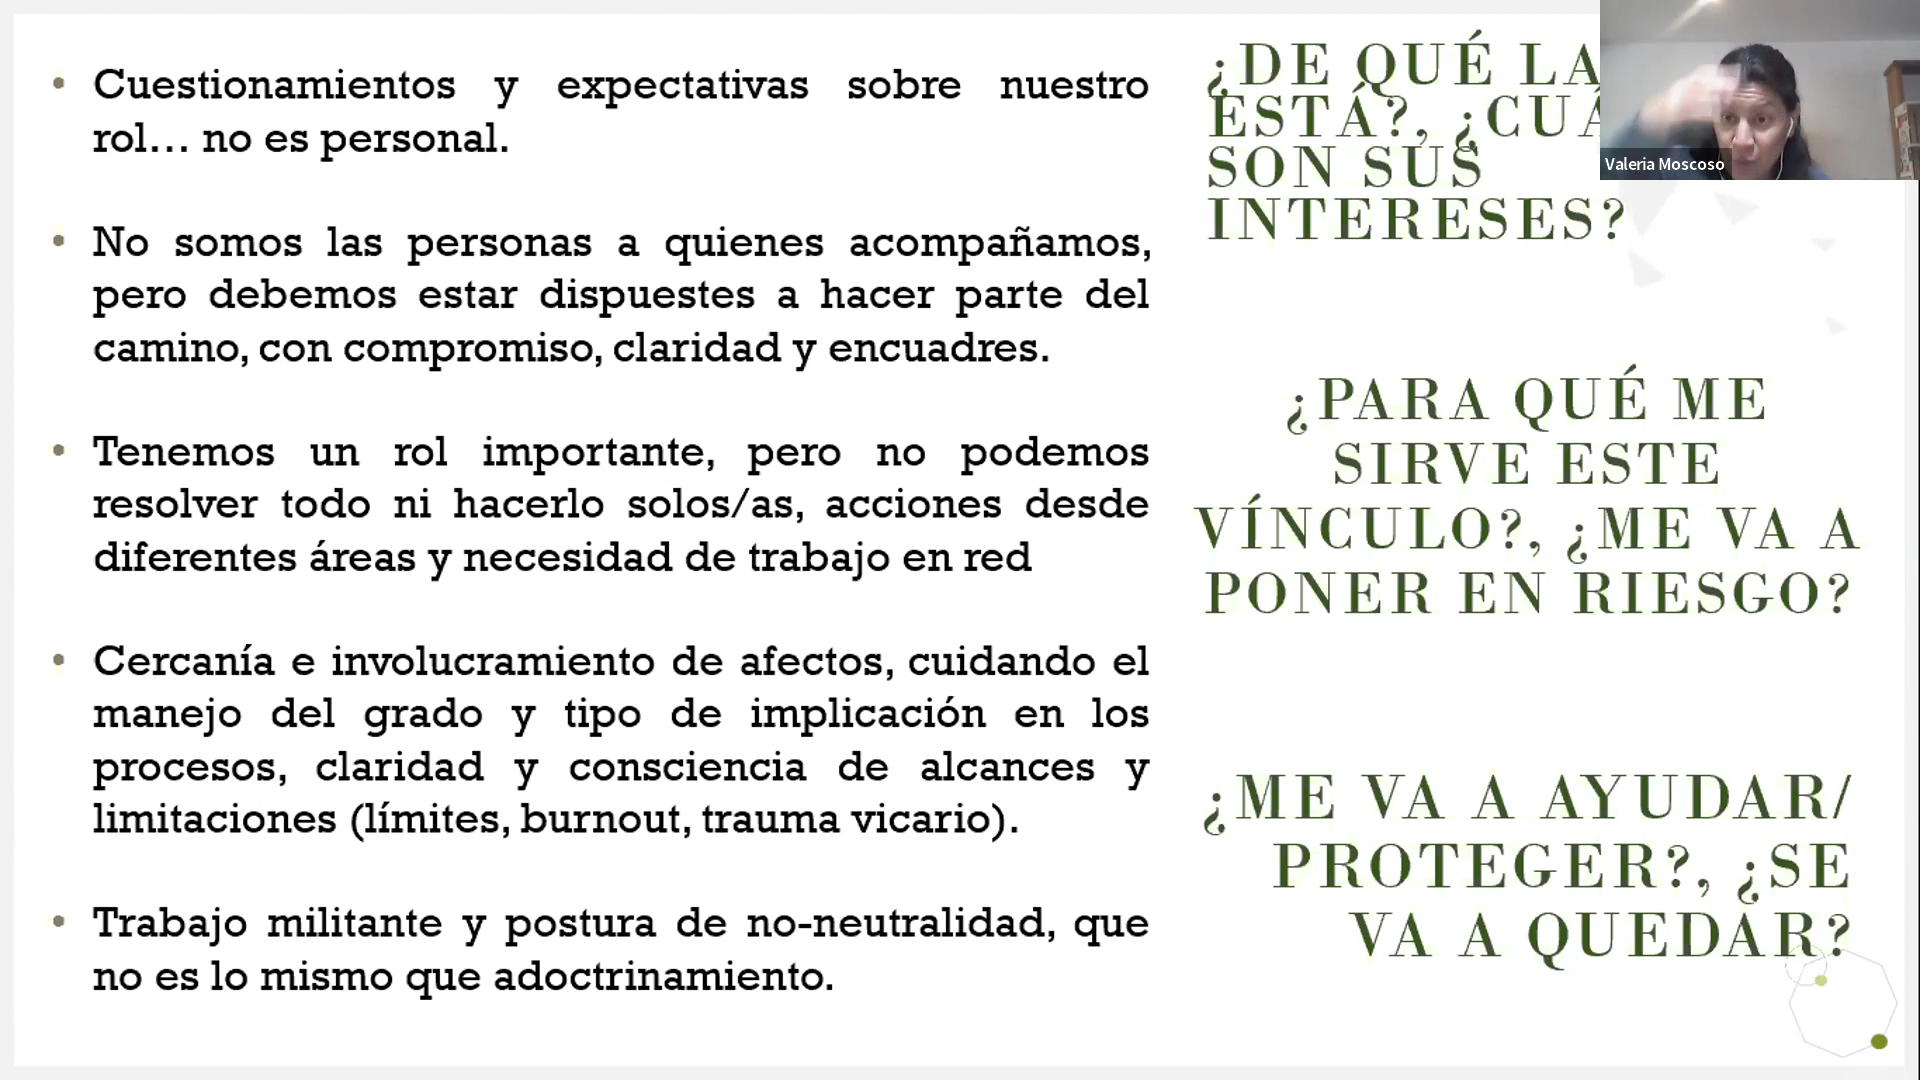 • Cuestionamientos y expectativas sobre nuestro
rol... no es personal.
• No somos las personas a quienes acompañamos,
pero debemos estar dispuestes a hacer parte del
camino, con compromiso, claridad y encuadres.
• Tenemos un rol importante, pero no podemos
resolver todo ni hacerlo solos/as, acciones desde
diferentes áreas y necesidad de trabajo en red
• Cercanía e involucramiento de afectos, cuidando el
manejo del grado y tipo de implicación en los
procesos, claridad y consciencia de alcances y
limitaciones (límites, burnout, trauma vicario).
• Trabajo militante y postura de no-neutralidad, que
no es lo mismo que adoctrinamiento.
¿DE QUÉ
ESTÁ?,
SON SUS
INTERESES?
¿PARA QUÉ ME
SIRVE ESTE
VÍNCULO?, ¿ME VA A
PONER EN RIESGO?
¿ME VA A AYUDAR/
PROTEGER?, ¿SE
VA A QUEDAR?
Valeria Moscoso